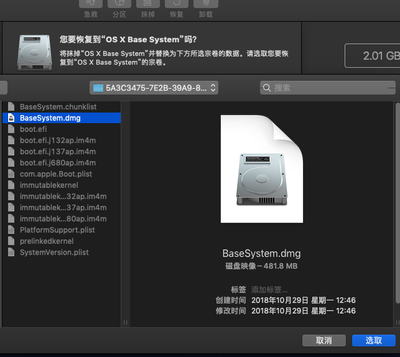 急救 分区 抹掉 恢复 卸载
您要恢复到“OS X Base System”吗?
将抹掉“OS X Base System”并替换为下方所选宗卷的数据。请选取您要恢复到“OS X Base System”的宗卷。
2.01 GB
5A3C3475-7E2B-39A9-8...
搜索
BaseSystem.chunklist
BaseSystem.dmg
boot.efi
boot.efi.j132ap.im4m
boot.efi.j137ap.im4m
boot.efi.j680ap.im4m
com.apple.Boot.plist
immutablekernel
immutablek...32ap.im4m
immutablek...37ap.im4m
immutablek...80ap.im4m
PlatformSupport.plist
prelinkedkernel
SystemVersion.plist
BaseSystem.dmg
磁盘映像 – 481.8 MB
标签 添加标签...
创建时间 2018年10月29日 星期一 12:46
修改时间 2018年10月29日 星期一 12:46
取消
选取